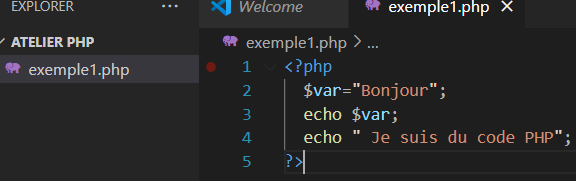 EXPLORER
Welcome
exemple1.php
ATELIER PHP
exemple1.php
exemple1.php > ...
1 <?php
2 $var="Bonjour";
3 echo $var;
4 echo " Je suis du code PHP";
5 ?>